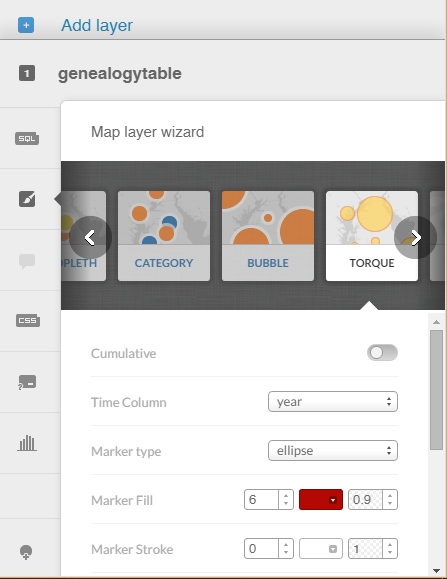 Add layer
1 genealogytable
SQL
Map layer wizard
OPLETH CATEGORY BUBBLE TORQUE
CSS
Cumulative
Time Column year
Marker type ellipse
Marker Fill 6 0.9
Marker Stroke 0 1